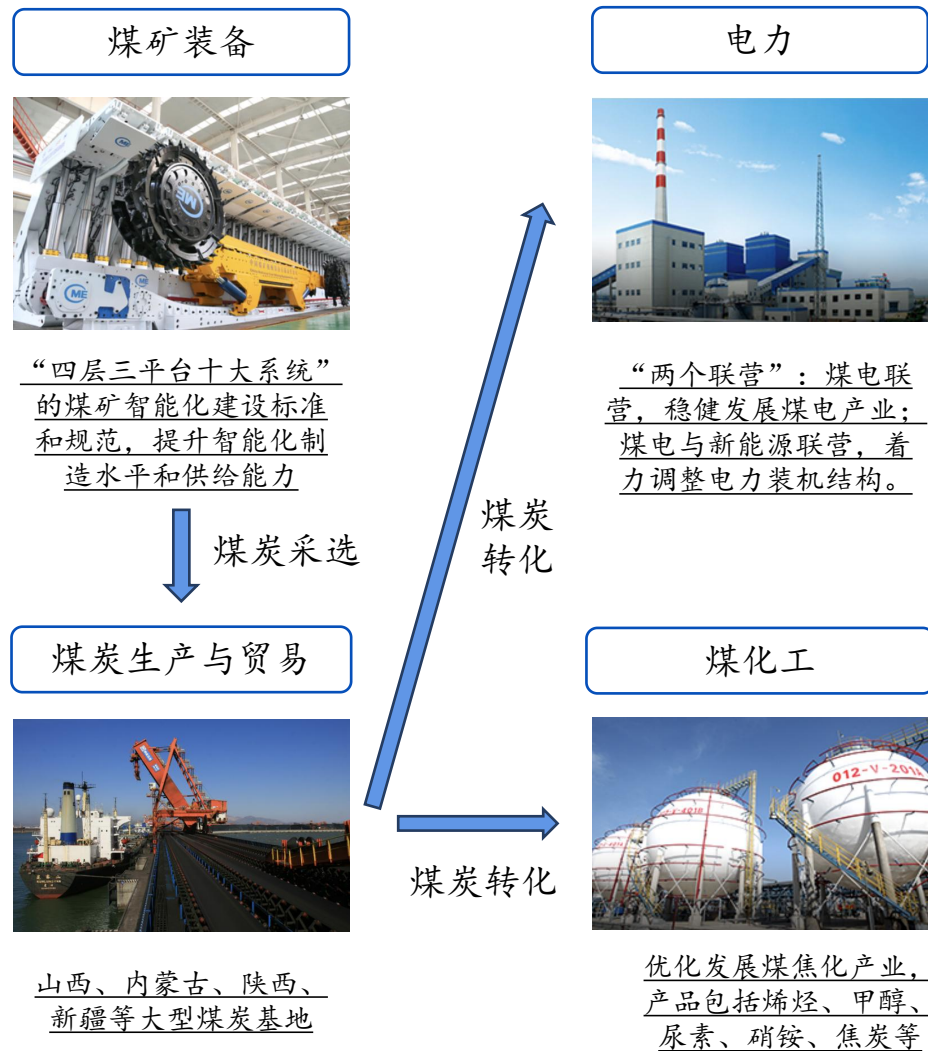 煤矿装备
ME
ME
ME
“四层三平台十大系统”
的煤矿智能化建设标准
和规范，提升智能化制
造水平和供给能力
煤炭采选
电力
“两个联营”：煤电联
营，稳健发展煤电产业；
煤电与新能源联营，着
力调整电力装机结构。
煤炭
转化
煤炭生产与贸易
山西、内蒙古、陕西、
新疆等大型煤炭基地
煤炭转化
煤化工
012-V-201A
优化发展煤焦化产业，
产品包括烯烃、甲醇、
尿素、硝铵、焦炭等